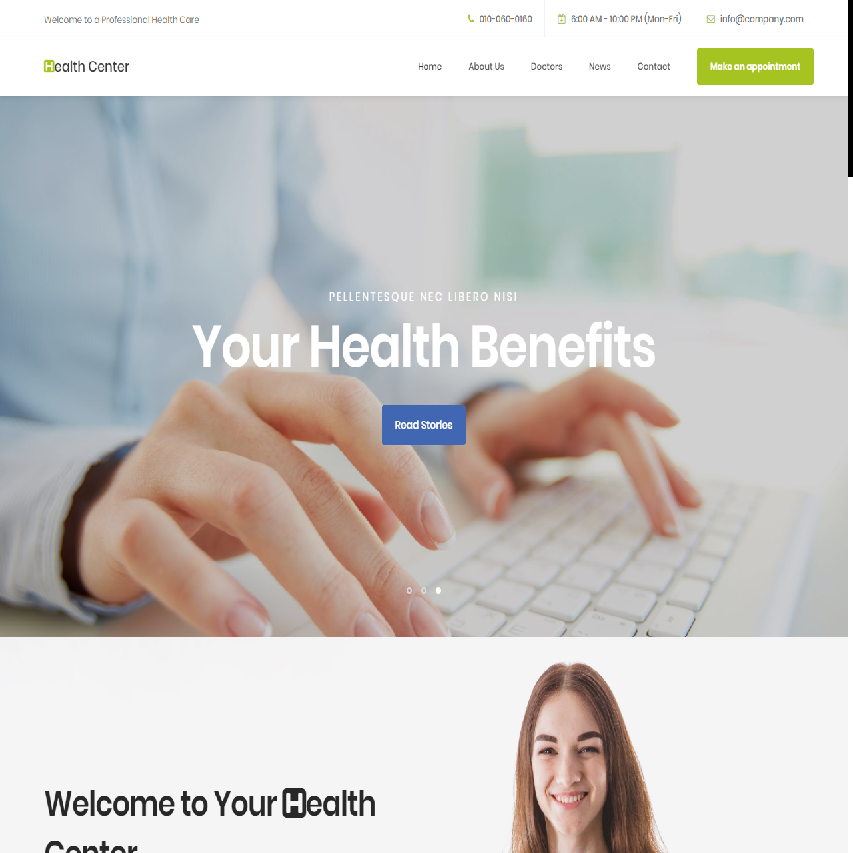 Welcome to a Professional Health Care
010-060-0160
6:00 AM - 10:00 PM (Mon-Fri)
info@company.com
Health Center
Home
About Us
Doctors
News
Contact
Make an appointment
PELLENTESQUE NEC LIBERO NISI
Your Health Benefits
Read Stories
Welcome to Your Health
Center